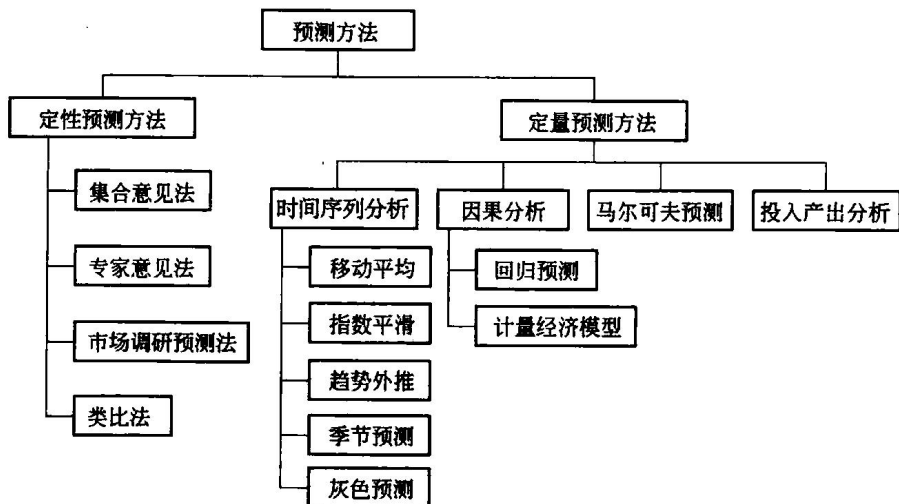 预测方法
定性预测方法
定量预测方法
集合意见法
专家意见法
市场调研预测法
类比法
时间序列分析
因果分析
马尔可夫预测
投入产出分析
移动平均
指数平滑
趋势外推
季节预测
灰色预测
回归预测
计量经济模型